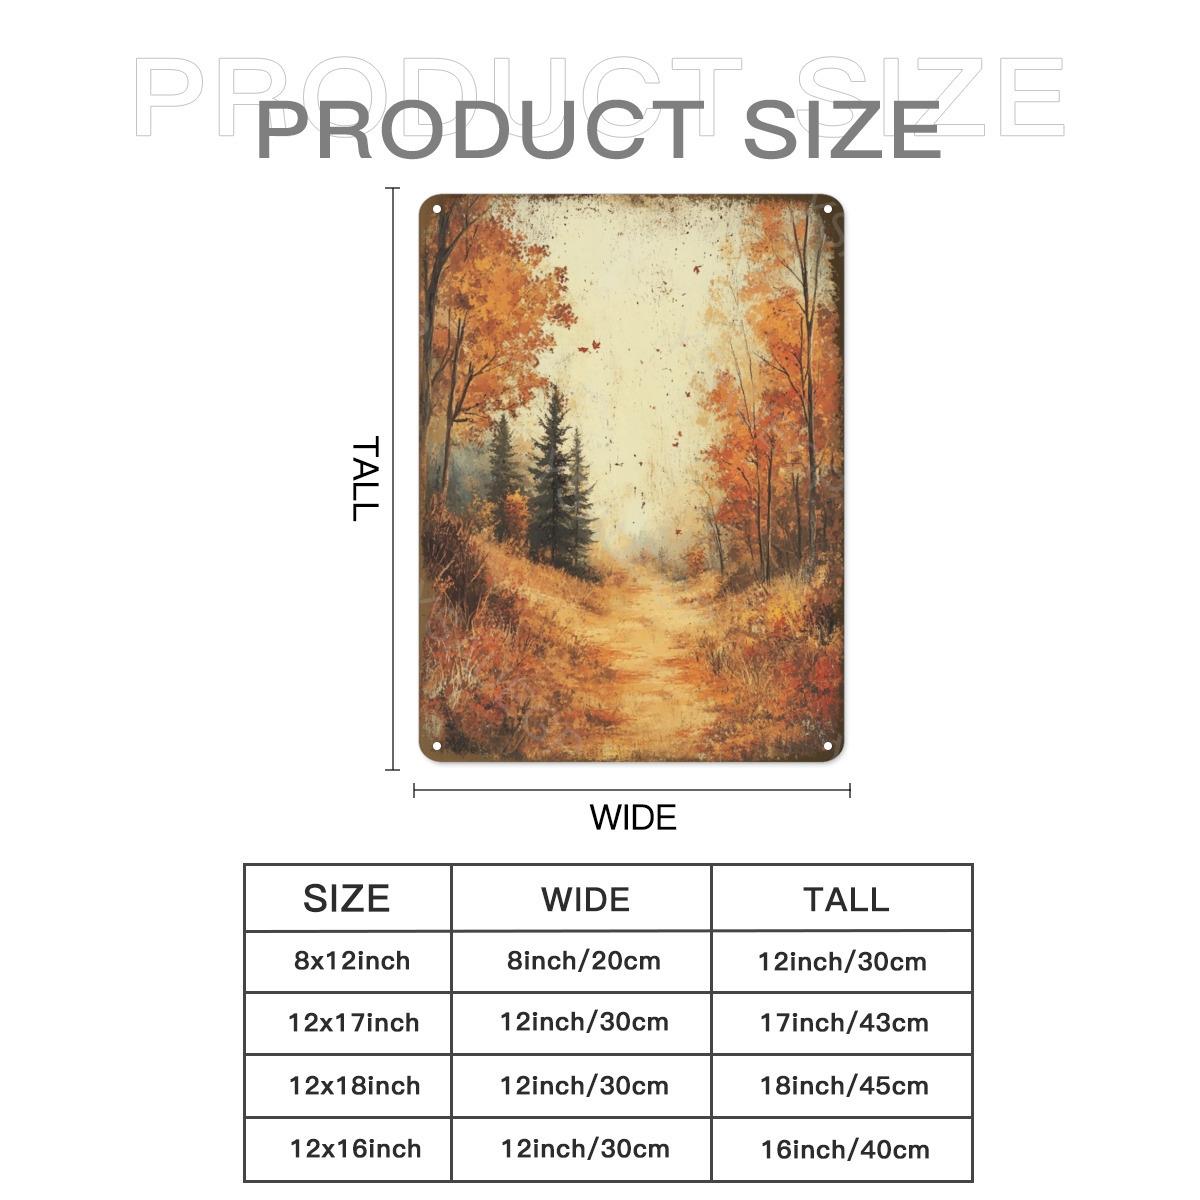 PRODUCT SIZE
PRODUCT SIZE
TALL
WIDE
SIZE WIDE TALL
8x12inch 8inch/20cm 12inch/30cm
12x17inch 12inch/30cm 17inch/43cm
12x18inch 12inch/30cm 18inch/45cm
12x16inch 12inch/30cm 16inch/40cm